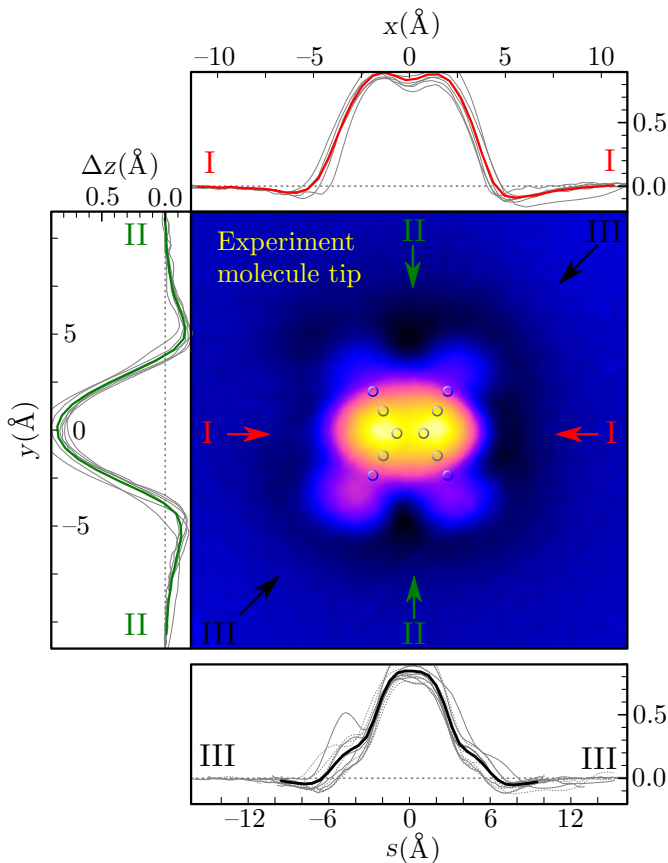 x(Å)
−10 −5 0 5 10
I I
0.5
0.0
Δz(Å)
0.5 0.0
II
5
0
−5
y(Å)
II
Experiment
molecule tip
II
III
I I
III
II
0.5
0.0
III III
−12 −6 0 6 12
s(Å)